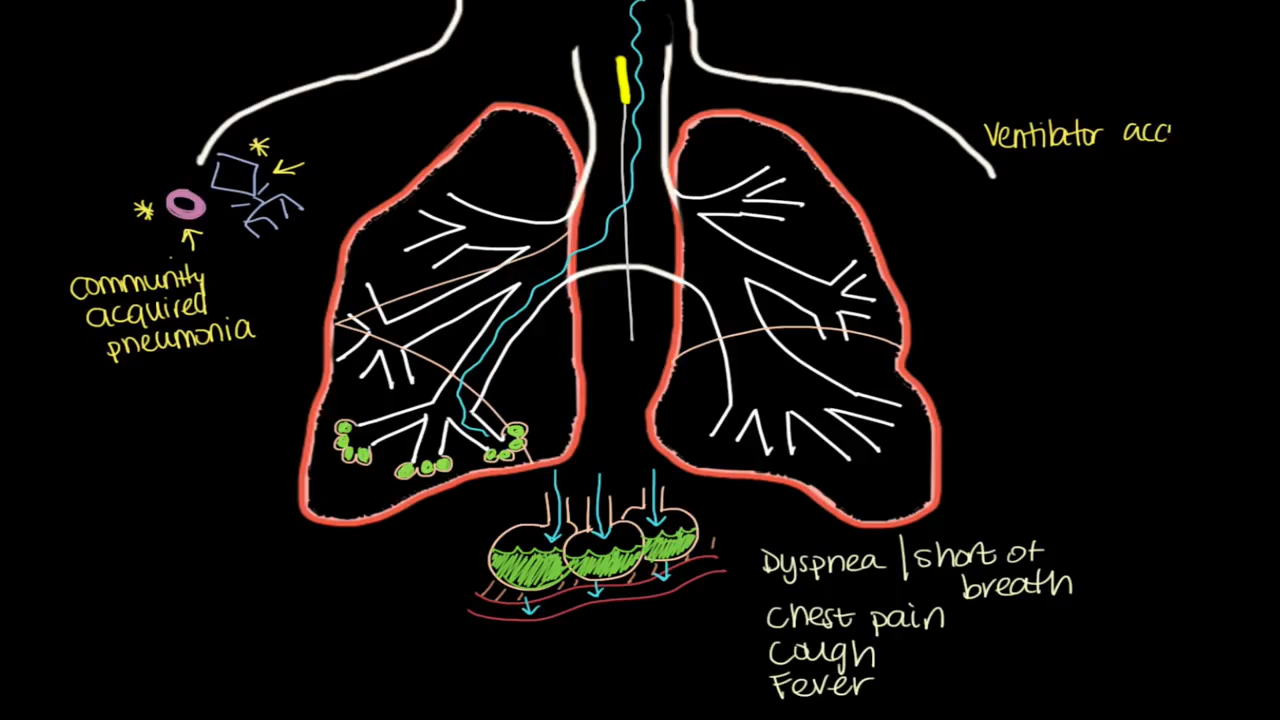 Ventilator acc
community
acquired
pneumonia
Dyspnea / short of
breath
Chest pain
Cough
Fever